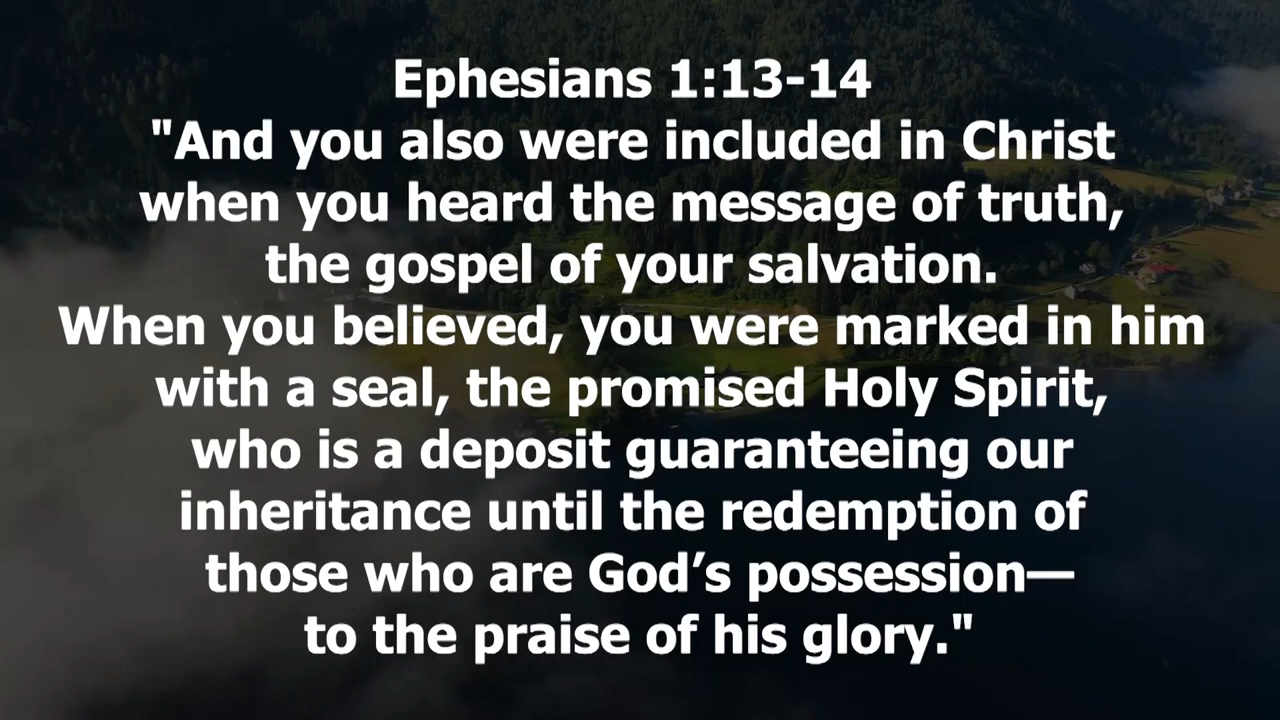 Ephesians 1:13-14
"And you also were included in Christ
when you heard the message of truth,
the gospel of your salvation.
When you believed, you were marked in him
with a seal, the promised Holy Spirit,
who is a deposit guaranteeing our
inheritance until the redemption of
those who are God’s possession—
to the praise of his glory."